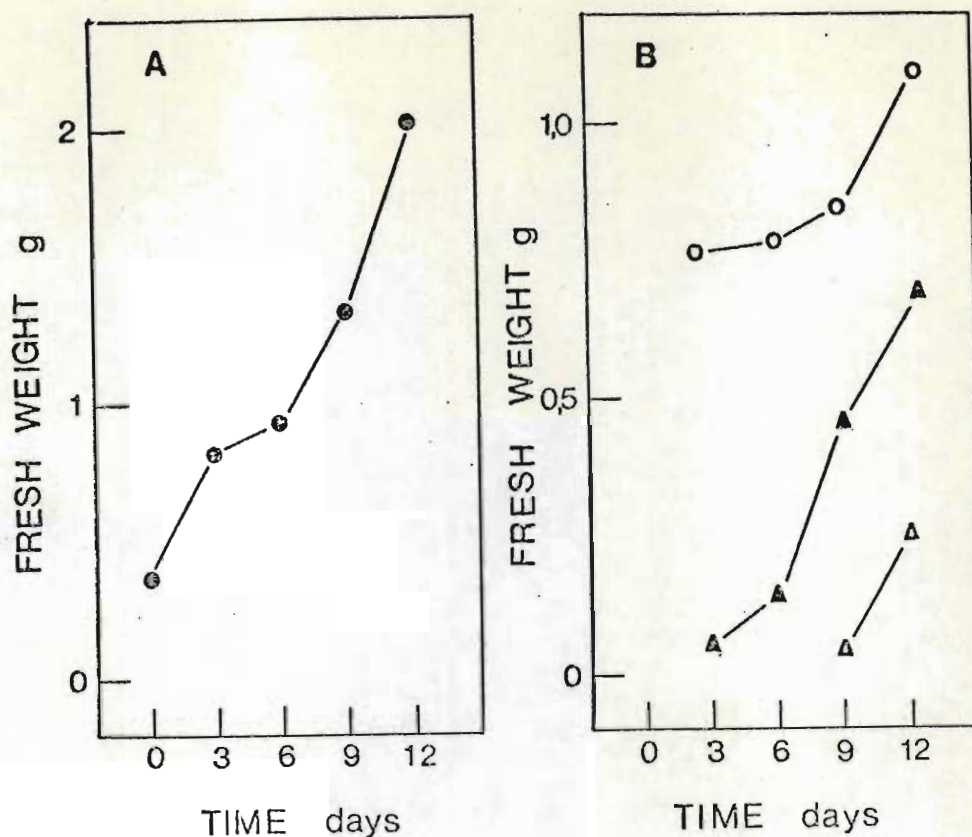 A
FRESH WEIGHT g
2
1
0
0 3 6 9 12
TIME days
B
FRESH WEIGHT g
1,0
0,5
0
0 3 6 9 12
TIME days